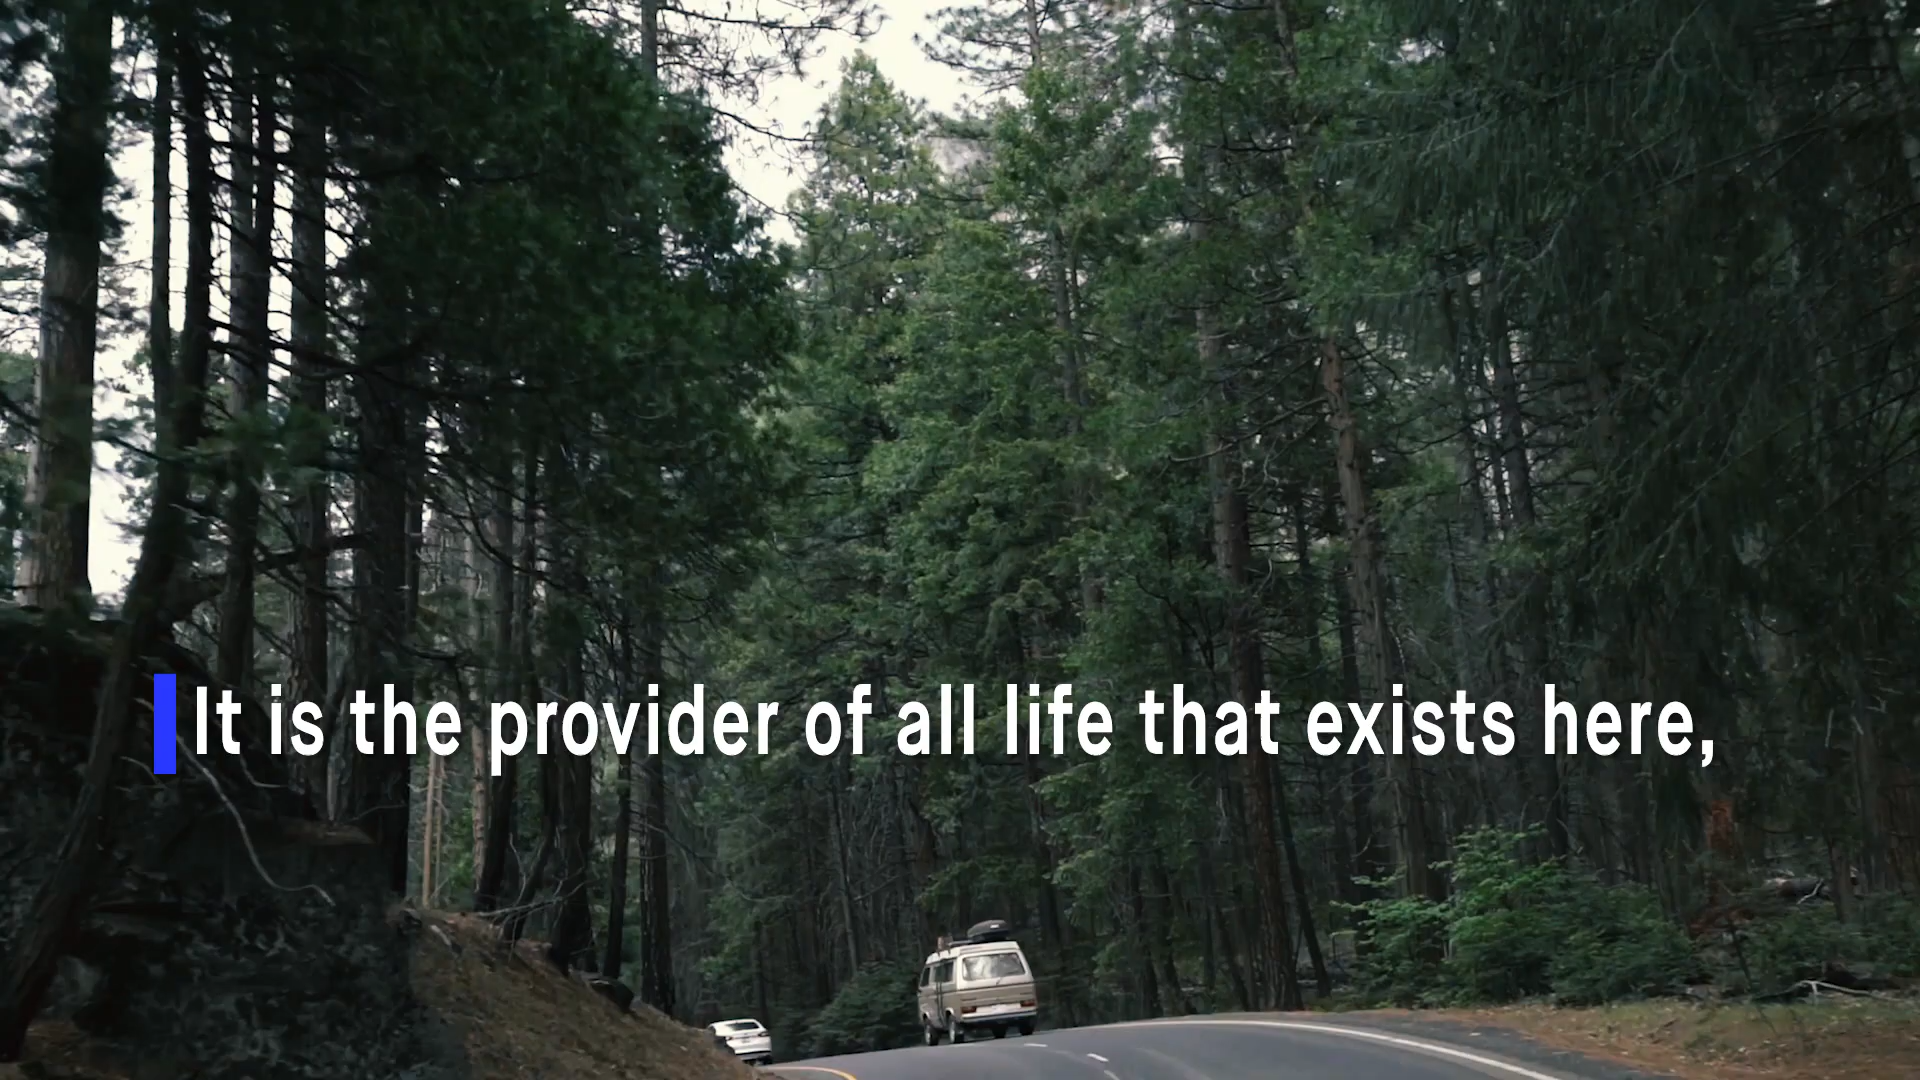 It is the provider of all life that exists here,